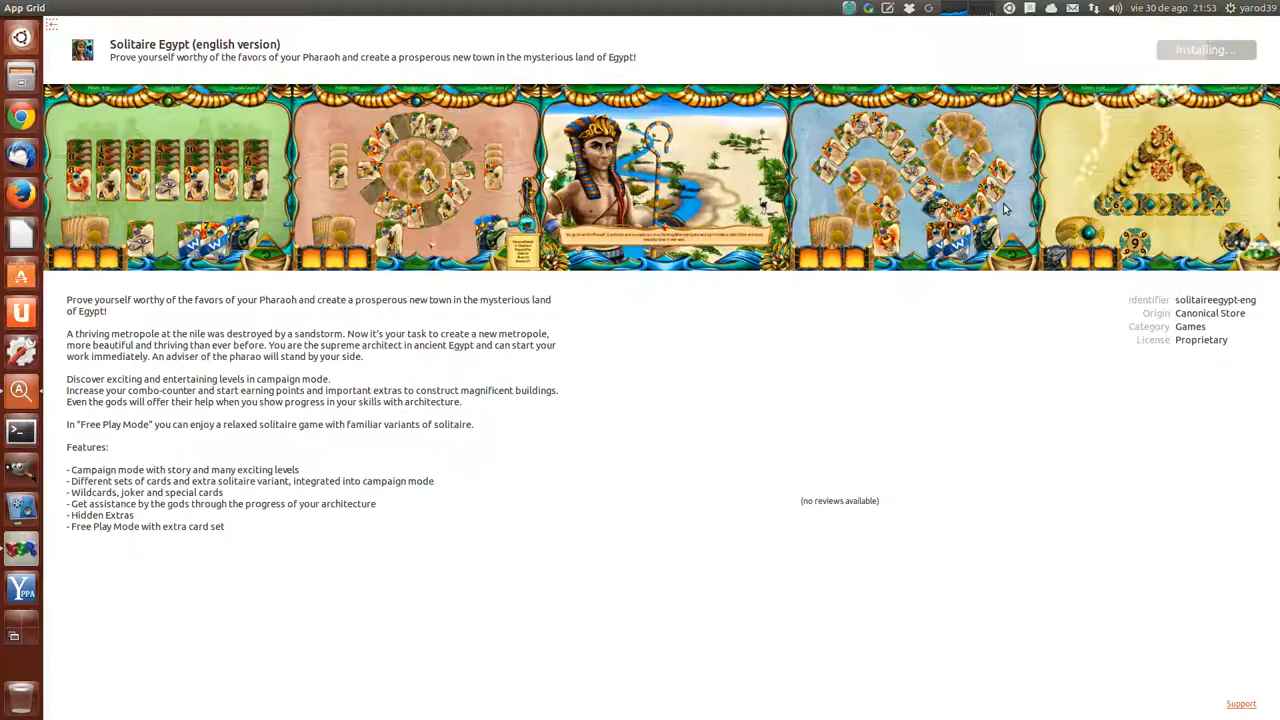 App Grid
vie 30 de ago 21:53 yarod39
Solitaire Egypt (english version)
Prove yourself worthy of the favors of your Pharaoh and create a prosperous new town in the mysterious land of Egypt!
Installing...
Prove yourself worthy of the favors of your Pharaoh and create a prosperous new town in the mysterious land
of Egypt!
A thriving metropole at the nile was destroyed by a sandstorm. Now it's your task to create a new metropole,
more beautiful and thriving than ever before. You are the supreme architect in ancient Egypt and can start your
work immediately. An adviser of the pharao will stand by your side.
Discover exciting and entertaining levels in campaign mode.
Increase your combo-counter and start earning points and important extras to construct magnificent buildings.
Even the gods will offer their help when you show progress in your skills with architecture.
In "Free Play Mode" you can enjoy a relaxed solitaire game with familiar variants of solitaire.
Features:
- Campaign mode with story and many exciting levels
- Different sets of cards and extra solitaire variant, integrated into campaign mode
- Wildcards, joker and special cards
- Get assistance by the gods through the progress of your architecture
- Hidden Extras
- Free Play Mode with extra card set
Identifier solitaireegypt-eng
Origin Canonical Store
Category Games
License Proprietary
(no reviews available)
Support
YPPA